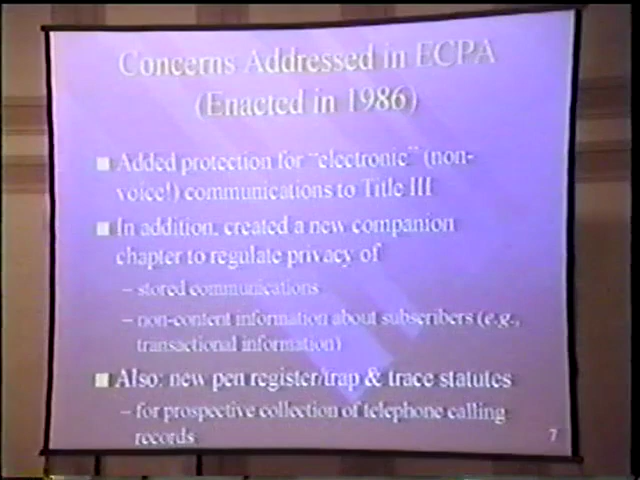 Concerns Addressed in ECPA
(Enacted in 1986)
■ Added protection for “electronic” (non-
voice!) communications to Title III
■ In addition, created a new companion
chapter to regulate privacy of
– stored communications
– non-content information about subscribers (e.g.,
transactional information)
■ Also: new pen register/trap & trace statutes
– for prospective collection of telephone calling
records
7